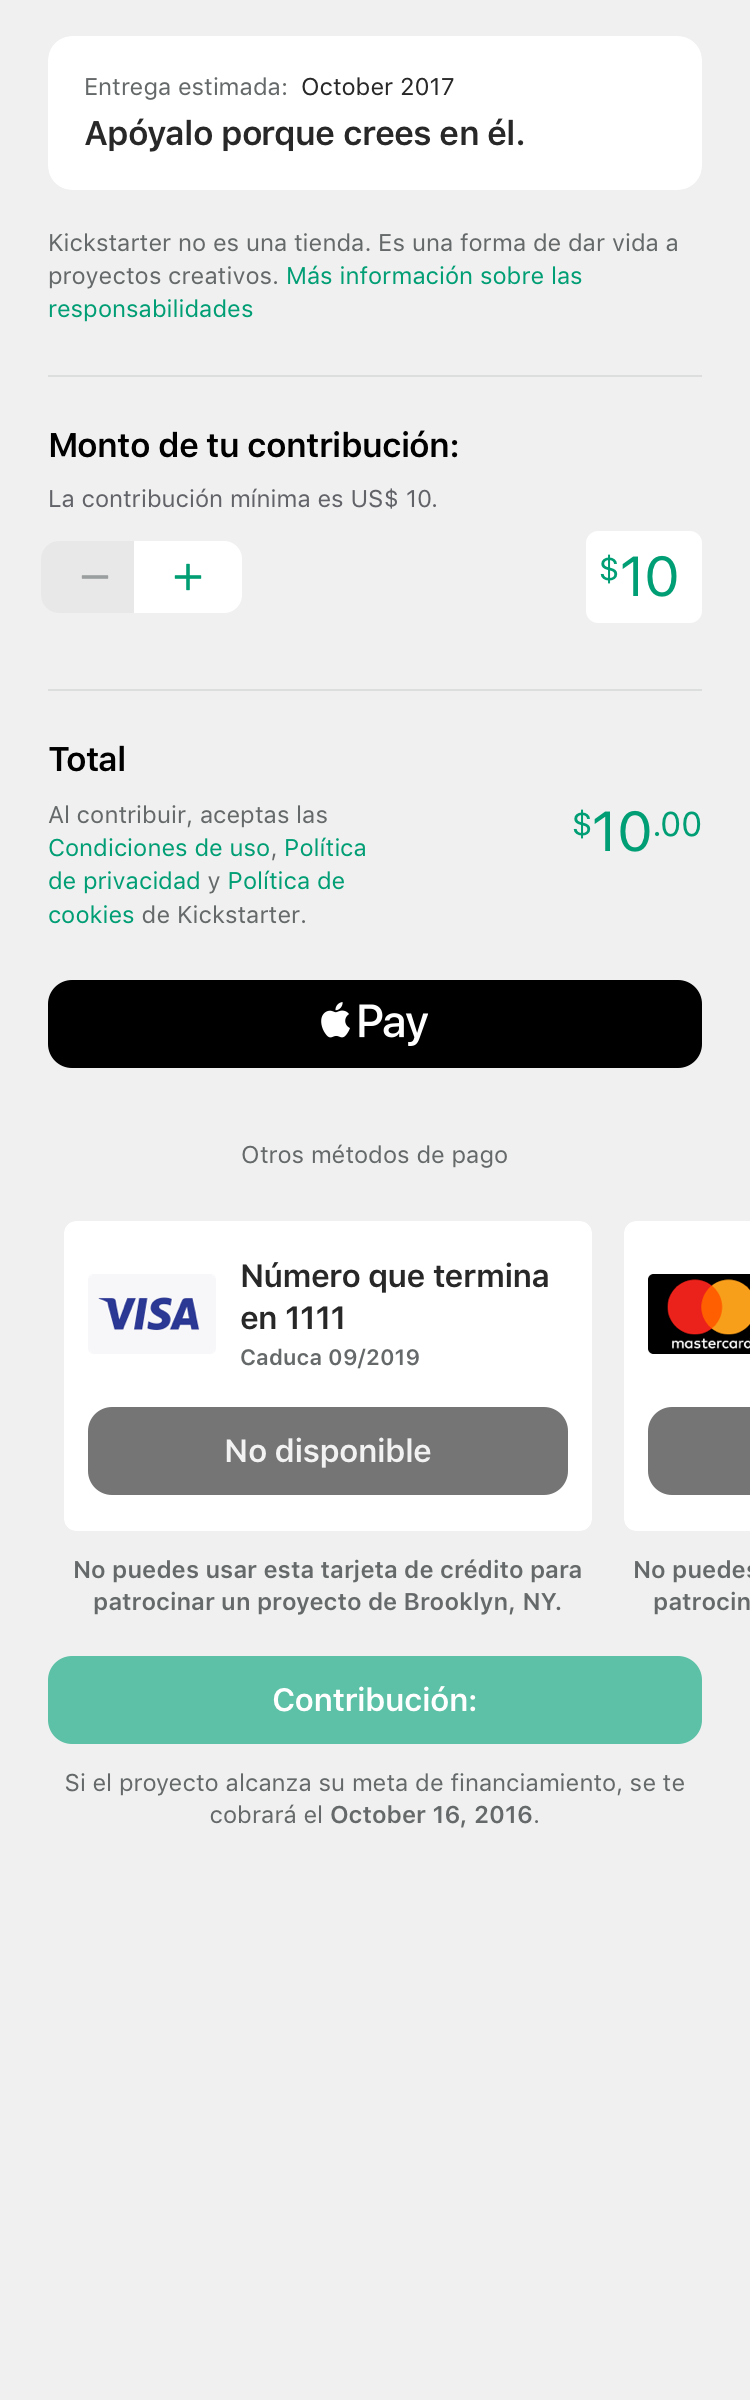 Entrega estimada: October 2017
Apóyalo porque crees en él.
Kickstarter no es una tienda. Es una forma de dar vida a
proyectos creativos. Más información sobre las
responsabilidades
Monto de tu contribución:
La contribución mínima es US$ 10.
$10
Total
Al contribuir, aceptas las
Condiciones de uso, Política
de privacidad y Política de
cookies de Kickstarter.
$10.00
Pay
Otros métodos de pago
VISA
Número que termina
en 1111
Caduca 09/2019
mastercard
No disponible
No puedes usar esta tarjeta de crédito para
patrocinar un proyecto de Brooklyn, NY.
No puedes
patrocin
Contribución:
Si el proyecto alcanza su meta de financiamiento, se te
cobrará el October 16, 2016.